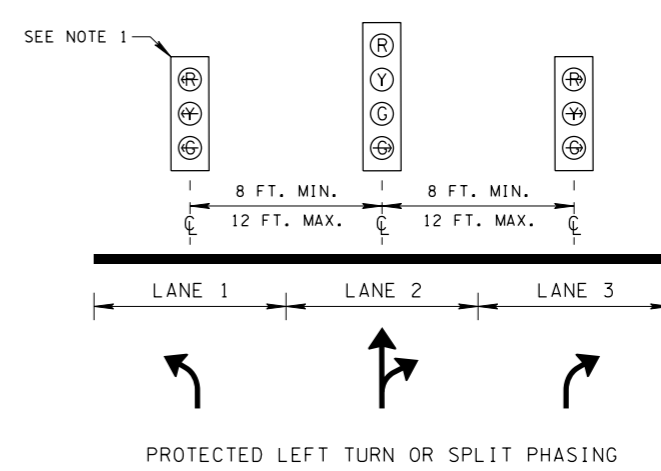 SEE NOTE 1
R R R
Y Y Y
G G G
G
8 FT. MIN. 8 FT. MIN.
℄ 12 FT. MAX. ℄ 12 FT. MAX. ℄
LANE 1 LANE 2 LANE 3
PROTECTED LEFT TURN OR SPLIT PHASING